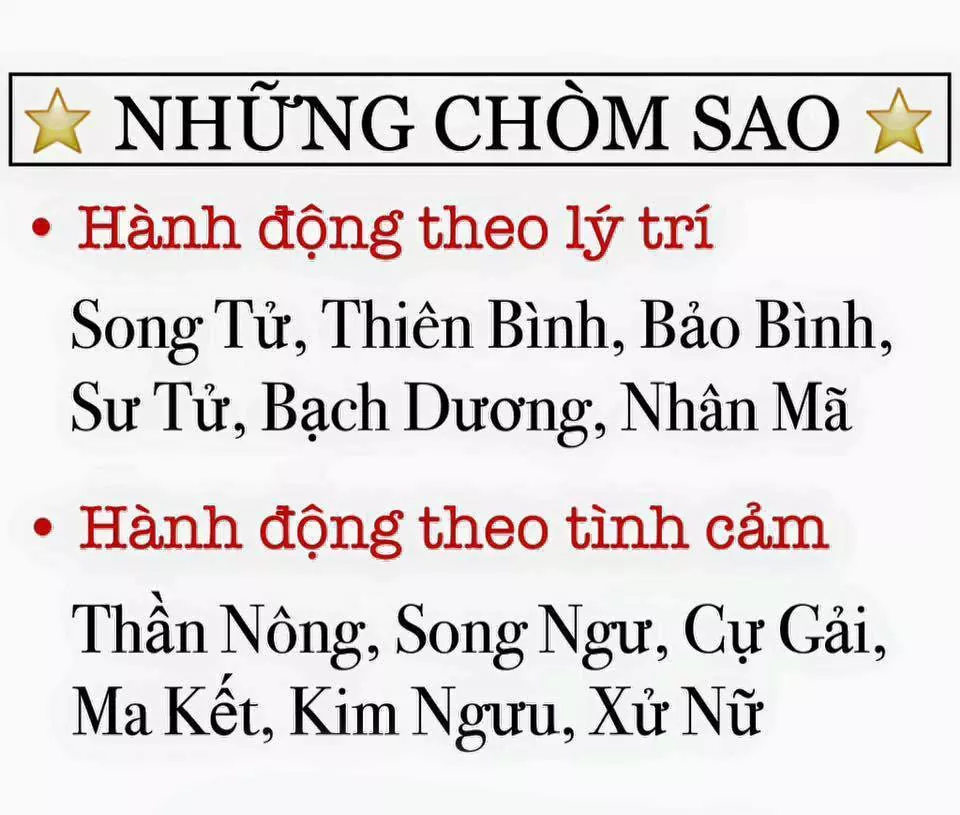 NHỮNG CHÒM SAO
• Hành động theo lý trí
Song Tử, Thiên Bình, Bảo Bình,
Sư Tử, Bạch Dương, Nhân Mã
• Hành động theo tình cảm
Thần Nông, Song Ngư, Cự Gải,
Ma Kết, Kim Ngưu, Xử Nữ